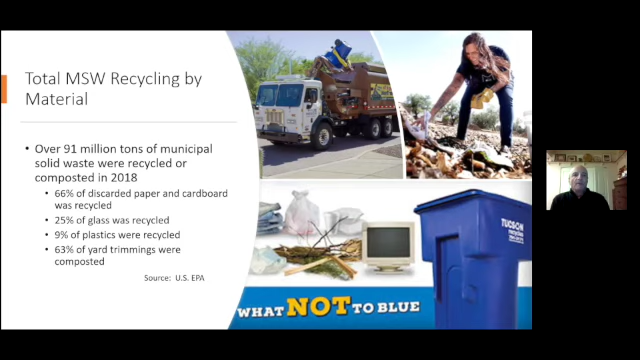 Total MSW Recycling by
Material
• Over 91 million tons of municipal
solid waste were recycled or
composted in 2018
• 66% of discarded paper and cardboard
was recycled
• 25% of glass was recycled
• 9% of plastics were recycled
• 63% of yard trimmings were
composted
Source: U.S. EPA
TUCSON
WHAT NOT TO BLUE